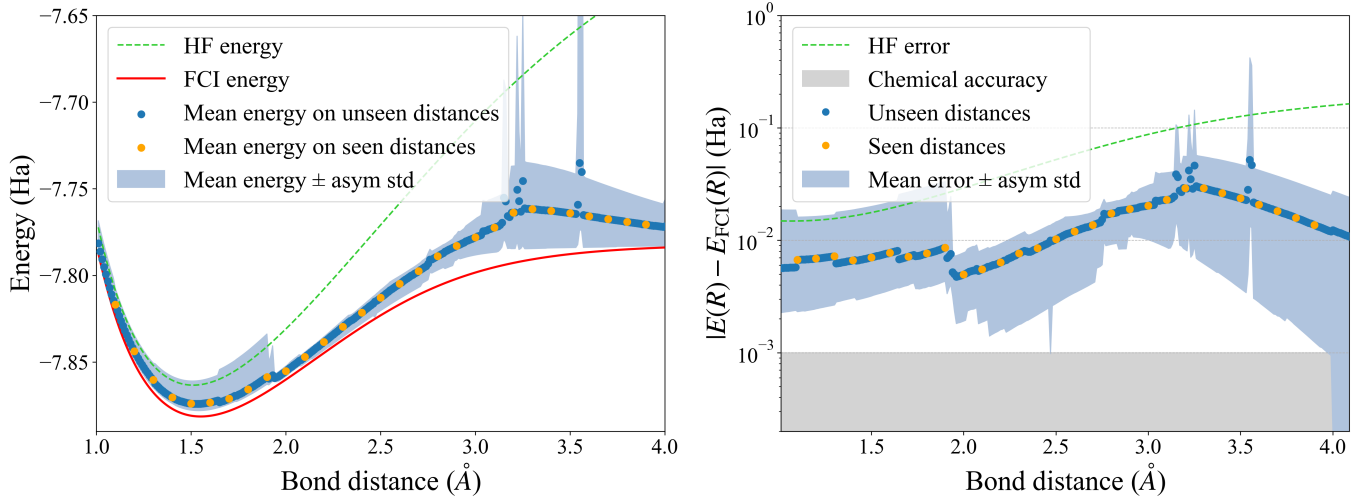 −7.65
−7.70
−7.75
−7.80
−7.85
Energy (Ha)
HF energy
FCI energy
Mean energy on unseen distances
Mean energy on seen distances
Mean energy ± asym std
1.0 1.5 2.0 2.5 3.0 3.5 4.0
Bond distance (Å)
10⁰
10⁻¹
10⁻²
10⁻³
|E(R) − E_FCI(R)| (Ha)
HF error
Chemical accuracy
Unseen distances
Seen distances
Mean error ± asym std
1.5 2.0 2.5 3.0 3.5 4.0
Bond distance (Å)